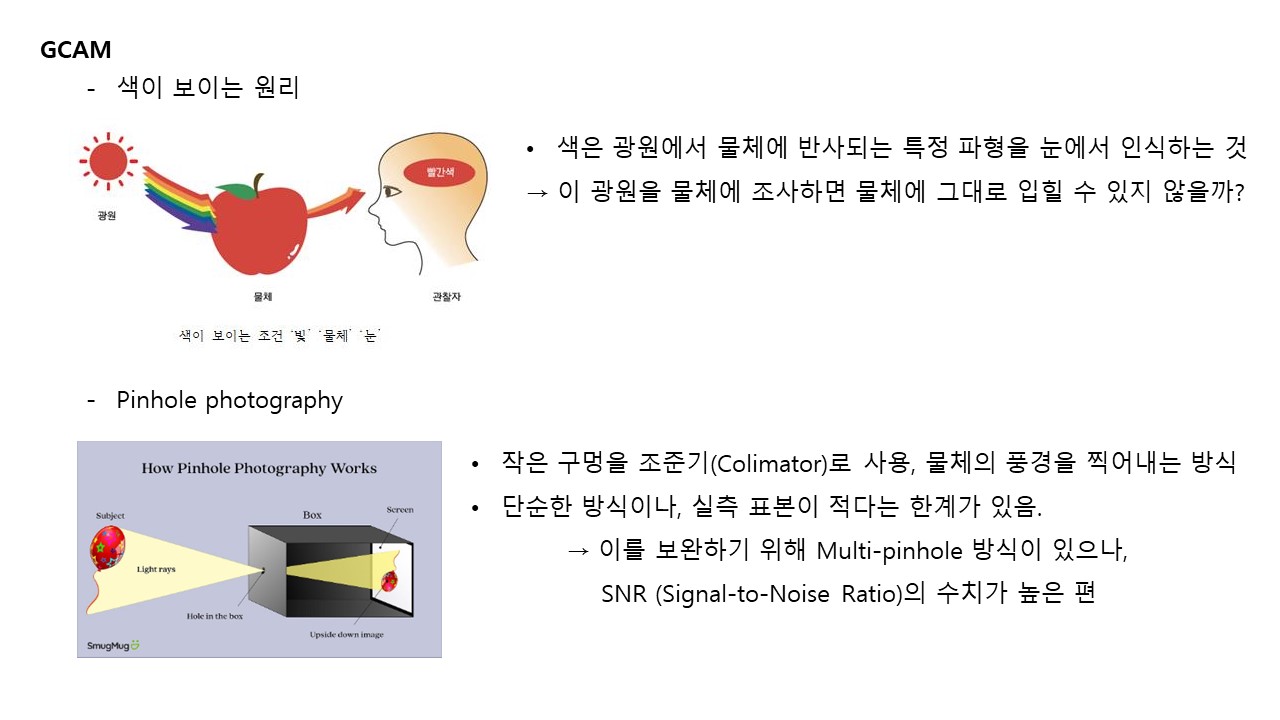 GCAM
- 색이 보이는 원리
빨간색
광원
물체
관찰자
색이 보이는 조건 '빛' '물체' '눈'
• 색은 광원에서 물체에 반사되는 특정 파형을 눈에서 인식하는 것
→ 이 광원을 물체에 조사하면 물체에 그대로 입힐 수 있지 않을까?
- Pinhole photography
How Pinhole Photography Works
Subject
Box
Screen
Light rays
Hole in the box
Upside down image
SmugMug
• 작은 구멍을 조준기(Colimator)로 사용, 물체의 풍경을 찍어내는 방식
• 단순한 방식이나, 실측 표본이 적다는 한계가 있음.
→ 이를 보완하기 위해 Multi-pinhole 방식이 있으나,
SNR (Signal-to-Noise Ratio)의 수치가 높은 편